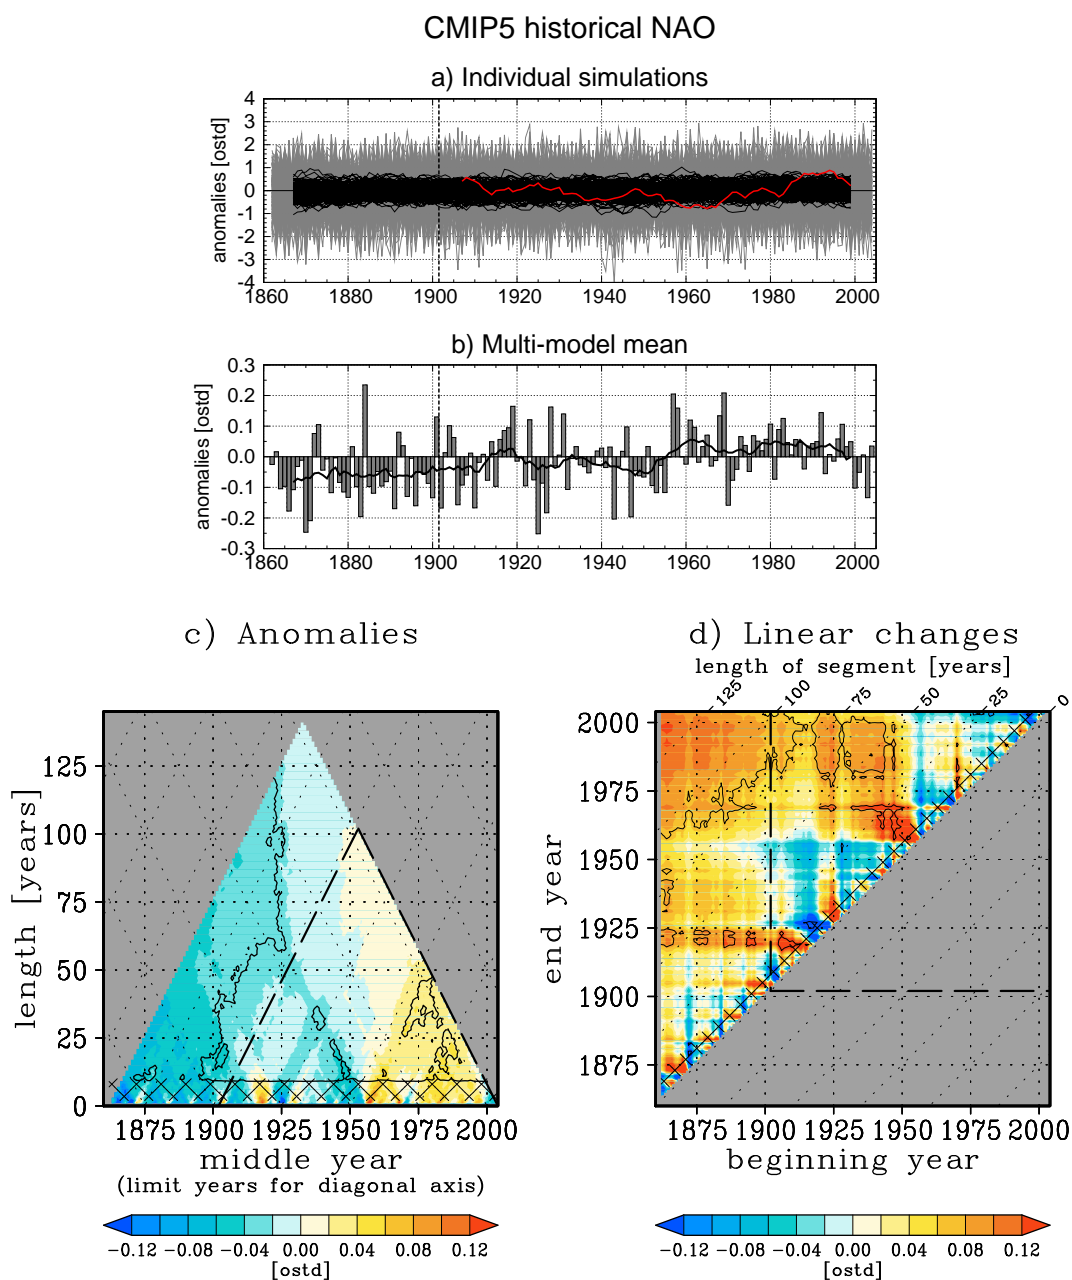 CMIP5 historical NAO
a) Individual simulations
anomalies [ostd]
4
3
2
1
0
-1
-2
-3
-4
1860 1880 1900 1920 1940 1960 1980 2000
b) Multi-model mean
anomalies [ostd]
0.3
0.2
0.1
0.0
-0.1
-0.2
-0.3
1860 1880 1900 1920 1940 1960 1980 2000
c) Anomalies
length [years]
125
100
75
50
25
0
1875 1900 1925 1950 1975 2000
middle year
(limit years for diagonal axis)
-0.12 -0.08 -0.04 0.00 0.04 0.08 0.12
[ostd]
d) Linear changes
length of segment [years]
-125 -100 -75 -50 -25 -0
end year
2000
1975
1950
1925
1900
1875
1875 1900 1925 1950 1975 2000
beginning year
-0.12 -0.08 -0.04 0.00 0.04 0.08 0.12
[ostd]